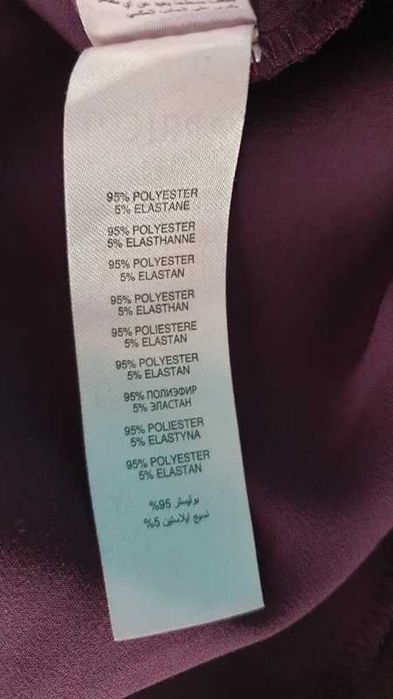 95% POLYESTER
5% ELASTANE
95% POLYESTER
5% ELASTHANNE
95% POLYESTER
5% ELASTAN
95% POLYESTER
5% ELASTHAN
95% POLIESTERE
5% ELASTAN
95% POLYESTER
5% ELASTAN
95% ПОЛИЭФИР
5% ЭЛАСТАН
95% POLIESTER
5% ELASTYNA
95% POLYESTER
5% ELASTAN
بوليستر 95%
نسيج ايلاستين 5%